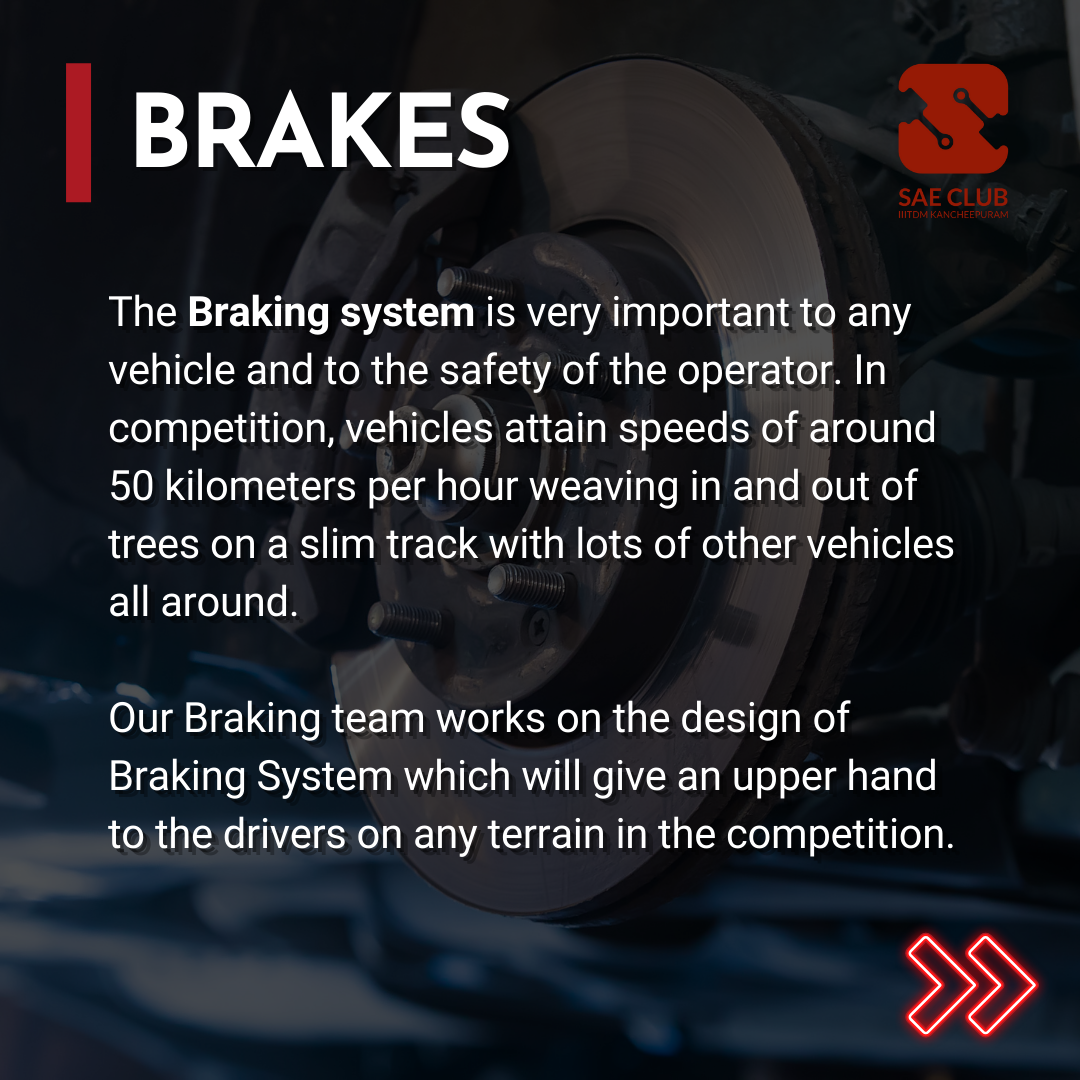 BRAKES
SAE CLUB
IIITDM KANCHEEPURAM
The Braking system is very important to any
vehicle and to the safety of the operator. In
competition, vehicles attain speeds of around
50 kilometers per hour weaving in and out of
trees on a slim track with lots of other vehicles
all around.
Our Braking team works on the design of
Braking System which will give an upper hand
to the drivers on any terrain in the competition.